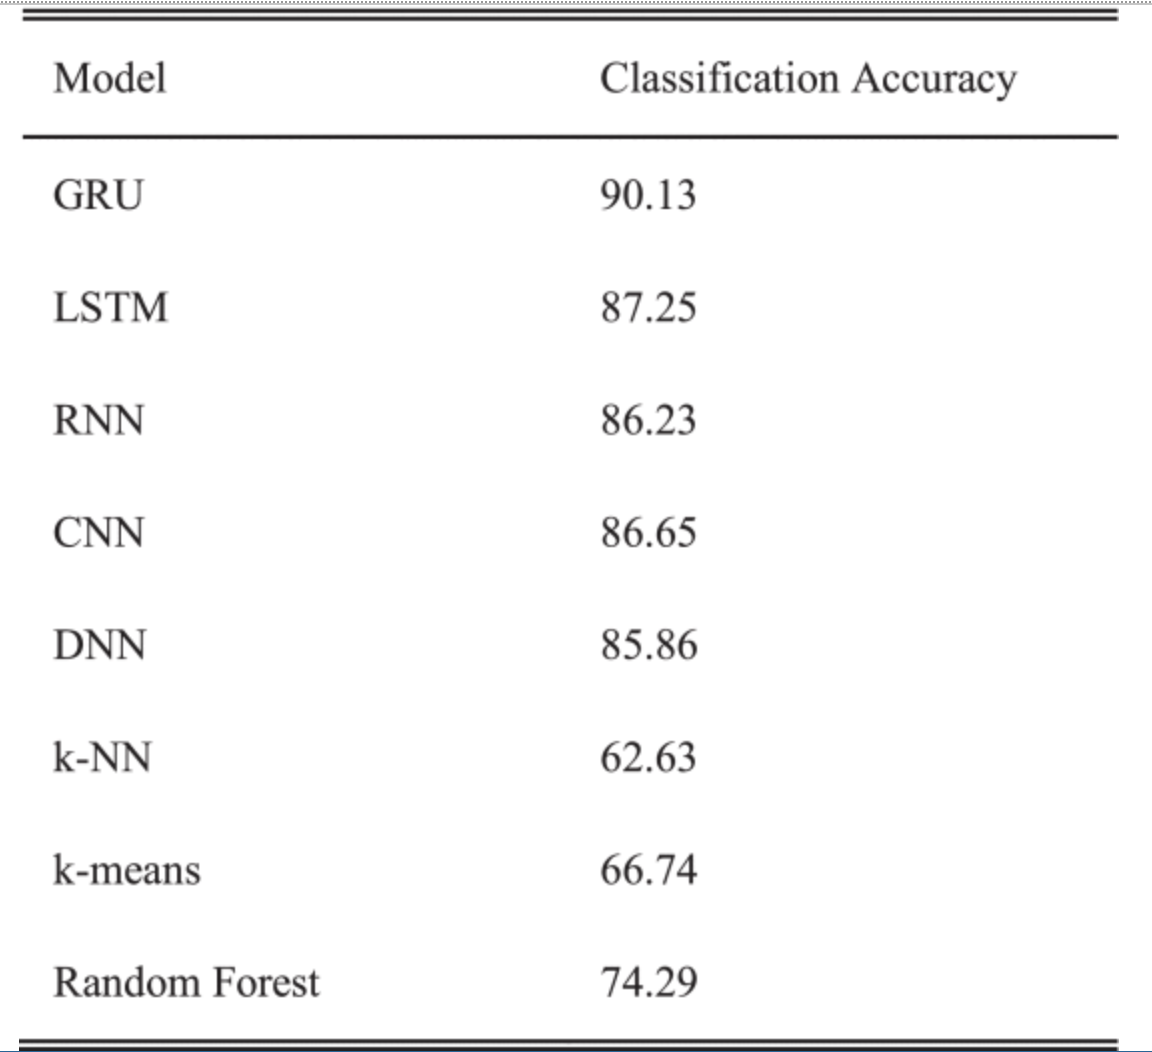 Model Classification Accuracy
GRU 90.13
LSTM 87.25
RNN 86.23
CNN 86.65
DNN 85.86
k-NN 62.63
k-means 66.74
Random Forest 74.29